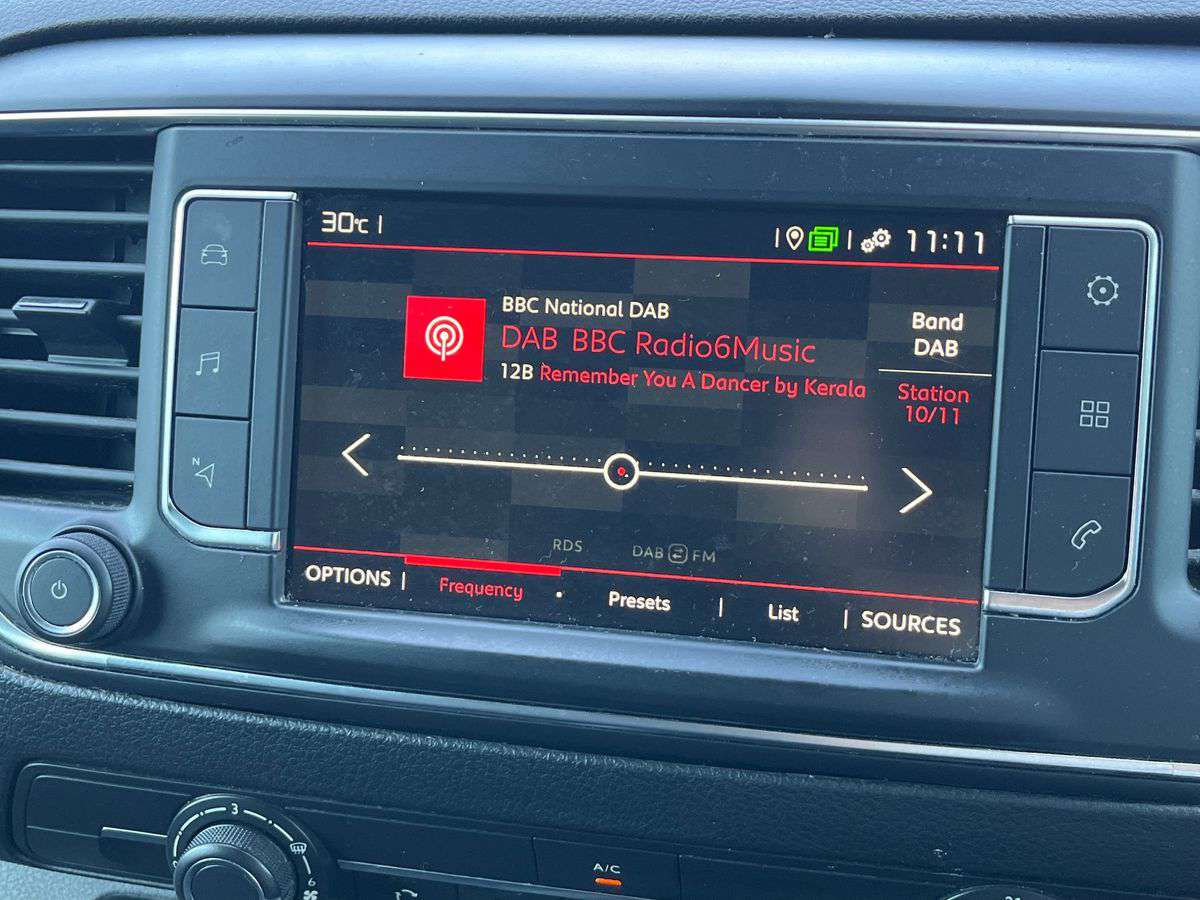 30°C
11:11
BBC National DAB
DAB BBC Radio6Music
12B Remember You A Dancer by Kerala
Band
DAB
Station
10/11
RDS
DAB FM
OPTIONS
Frequency
Presets
List
SOURCES
N
3
6
A/C